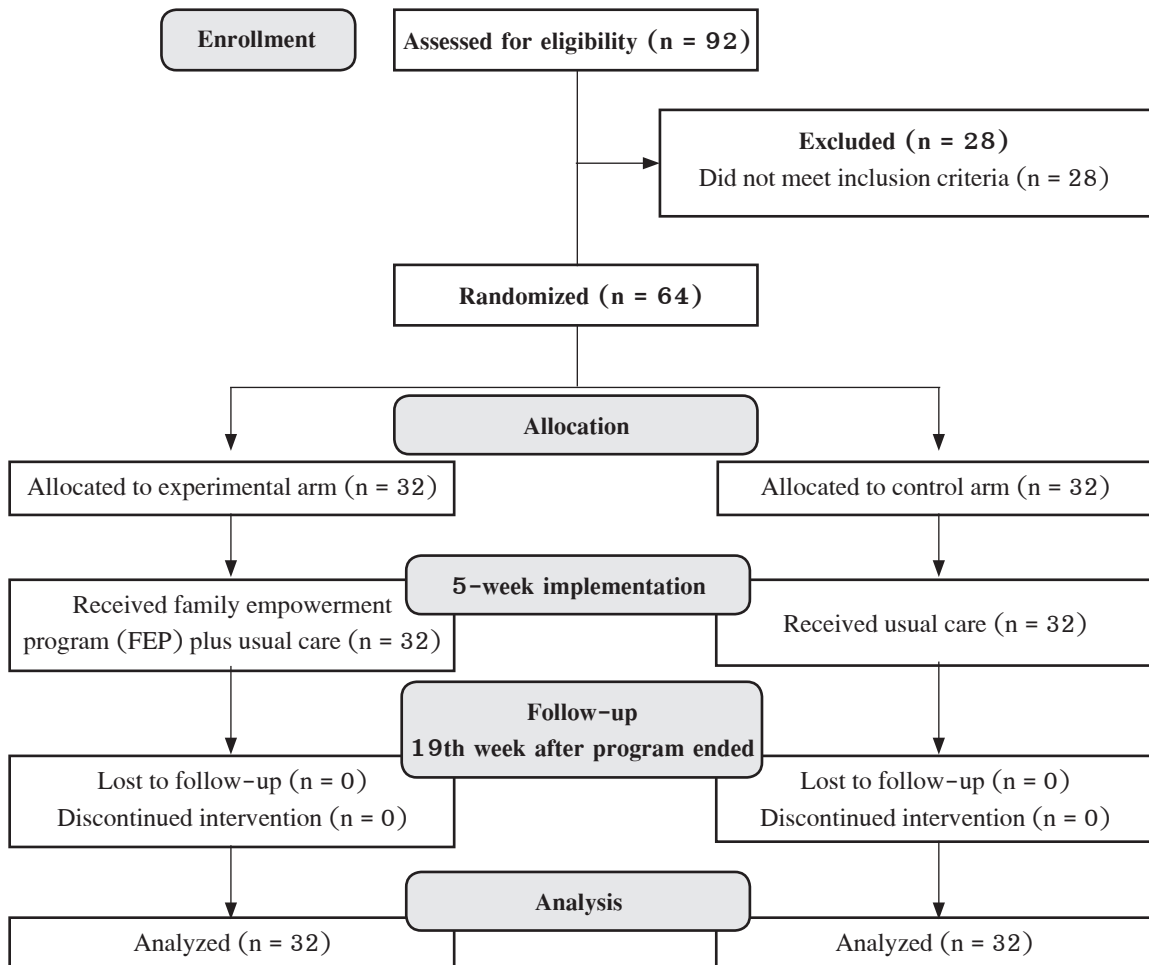 Enrollment
Assessed for eligibility (n = 92)
Excluded (n = 28)
Did not meet inclusion criteria (n = 28)
Randomized (n = 64)
Allocation
Allocated to experimental arm (n = 32)
Allocated to control arm (n = 32)
5-week implementation
Received family empowerment
program (FEP) plus usual care (n = 32)
Received usual care (n = 32)
Follow-up
19th week after program ended
Lost to follow-up (n = 0)
Discontinued intervention (n = 0)
Lost to follow-up (n = 0)
Discontinued intervention (n = 0)
Analysis
Analyzed (n = 32)
Analyzed (n = 32)